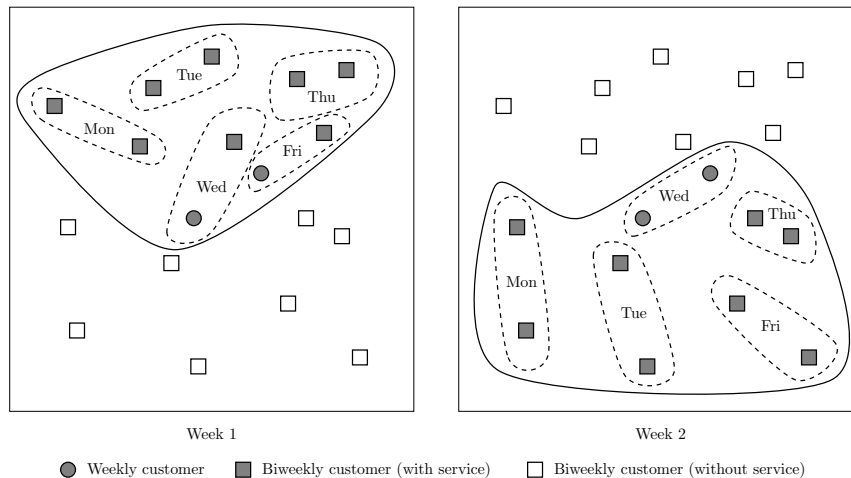 Tue
Thu
Mon
Fri
Wed
Wed
Thu
Mon
Tue
Fri
Week 1
Week 2
Weekly customer
Biweekly customer (with service)
Biweekly customer (without service)